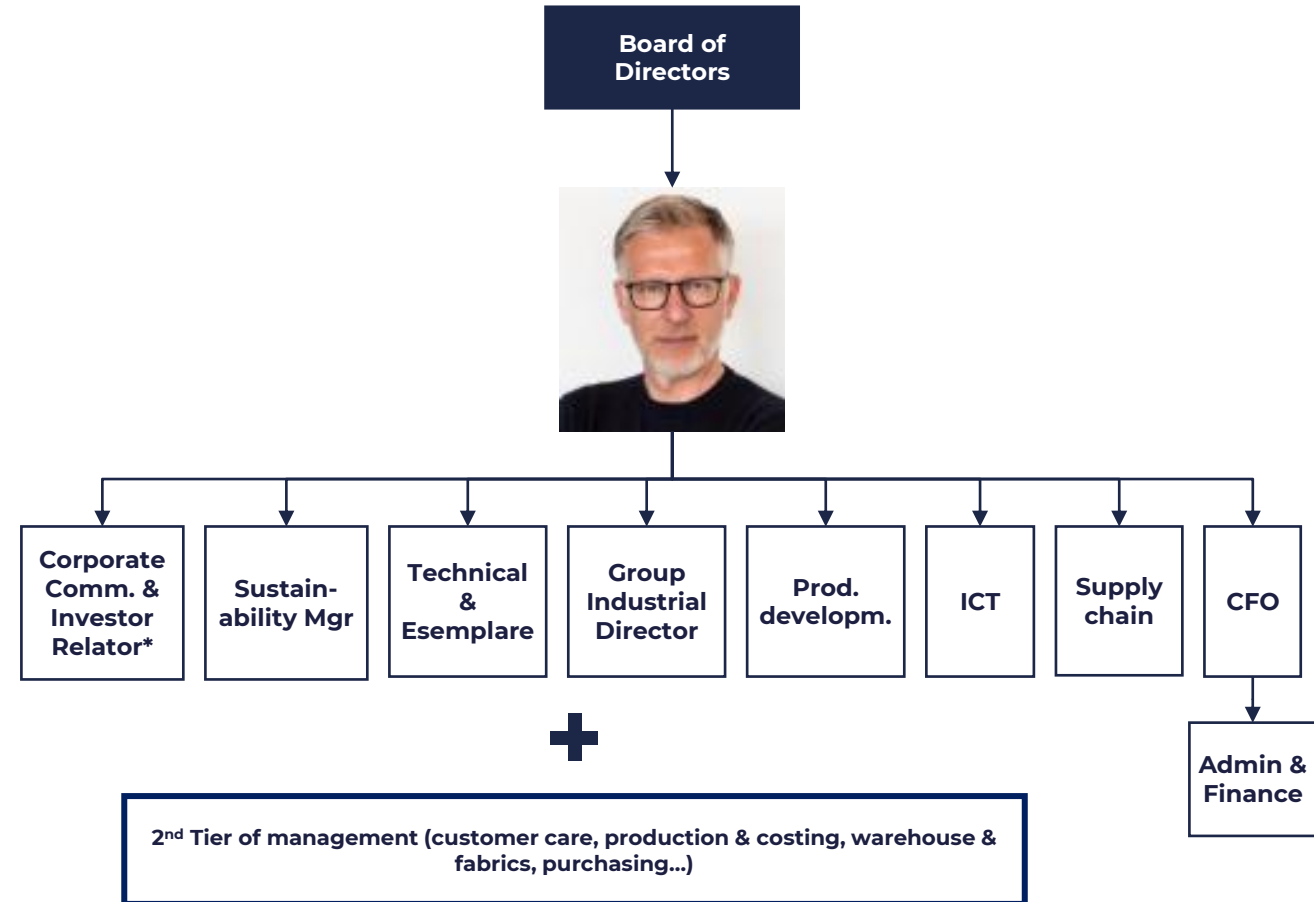 Board of
Directors
Corporate
Comm. &
Investor
Relator*
Sustain-
ability Mgr
Technical
&
Esemplare
Group
Industrial
Director
Prod.
developm.
ICT
Supply
chain
CFO
Admin &
Finance
2nd Tier of management (customer care, production & costing, warehouse &
fabrics, purchasing...)